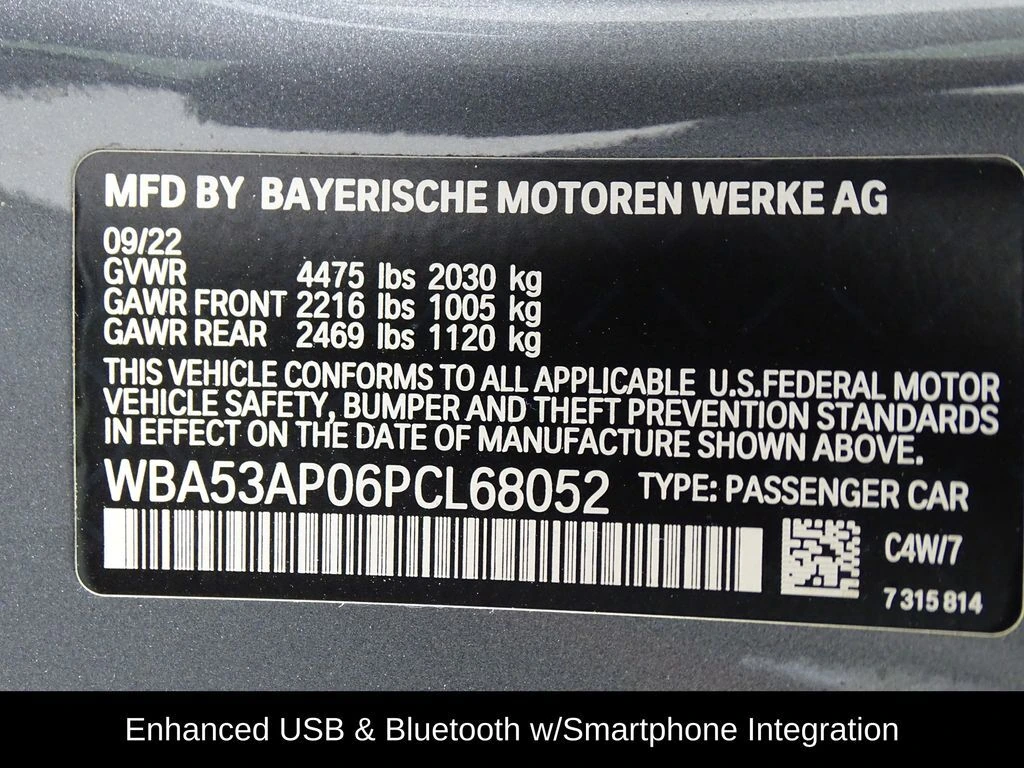 MFD BY BAYERISCHE MOTOREN WERKE AG
09/22
GVWR 4475 lbs 2030 kg
GAWR FRONT 2216 lbs 1005 kg
GAWR REAR 2469 lbs 1120 kg
THIS VEHICLE CONFORMS TO ALL APPLICABLE U.S.FEDERAL MOTOR
VEHICLE SAFETY, BUMPER AND THEFT PREVENTION STANDARDS
IN EFFECT ON THE DATE OF MANUFACTURE SHOWN ABOVE.
WBA53AP06PCL68052 TYPE: PASSENGER CAR
C4W/7
7 315 814
Enhanced USB & Bluetooth w/Smartphone Integration